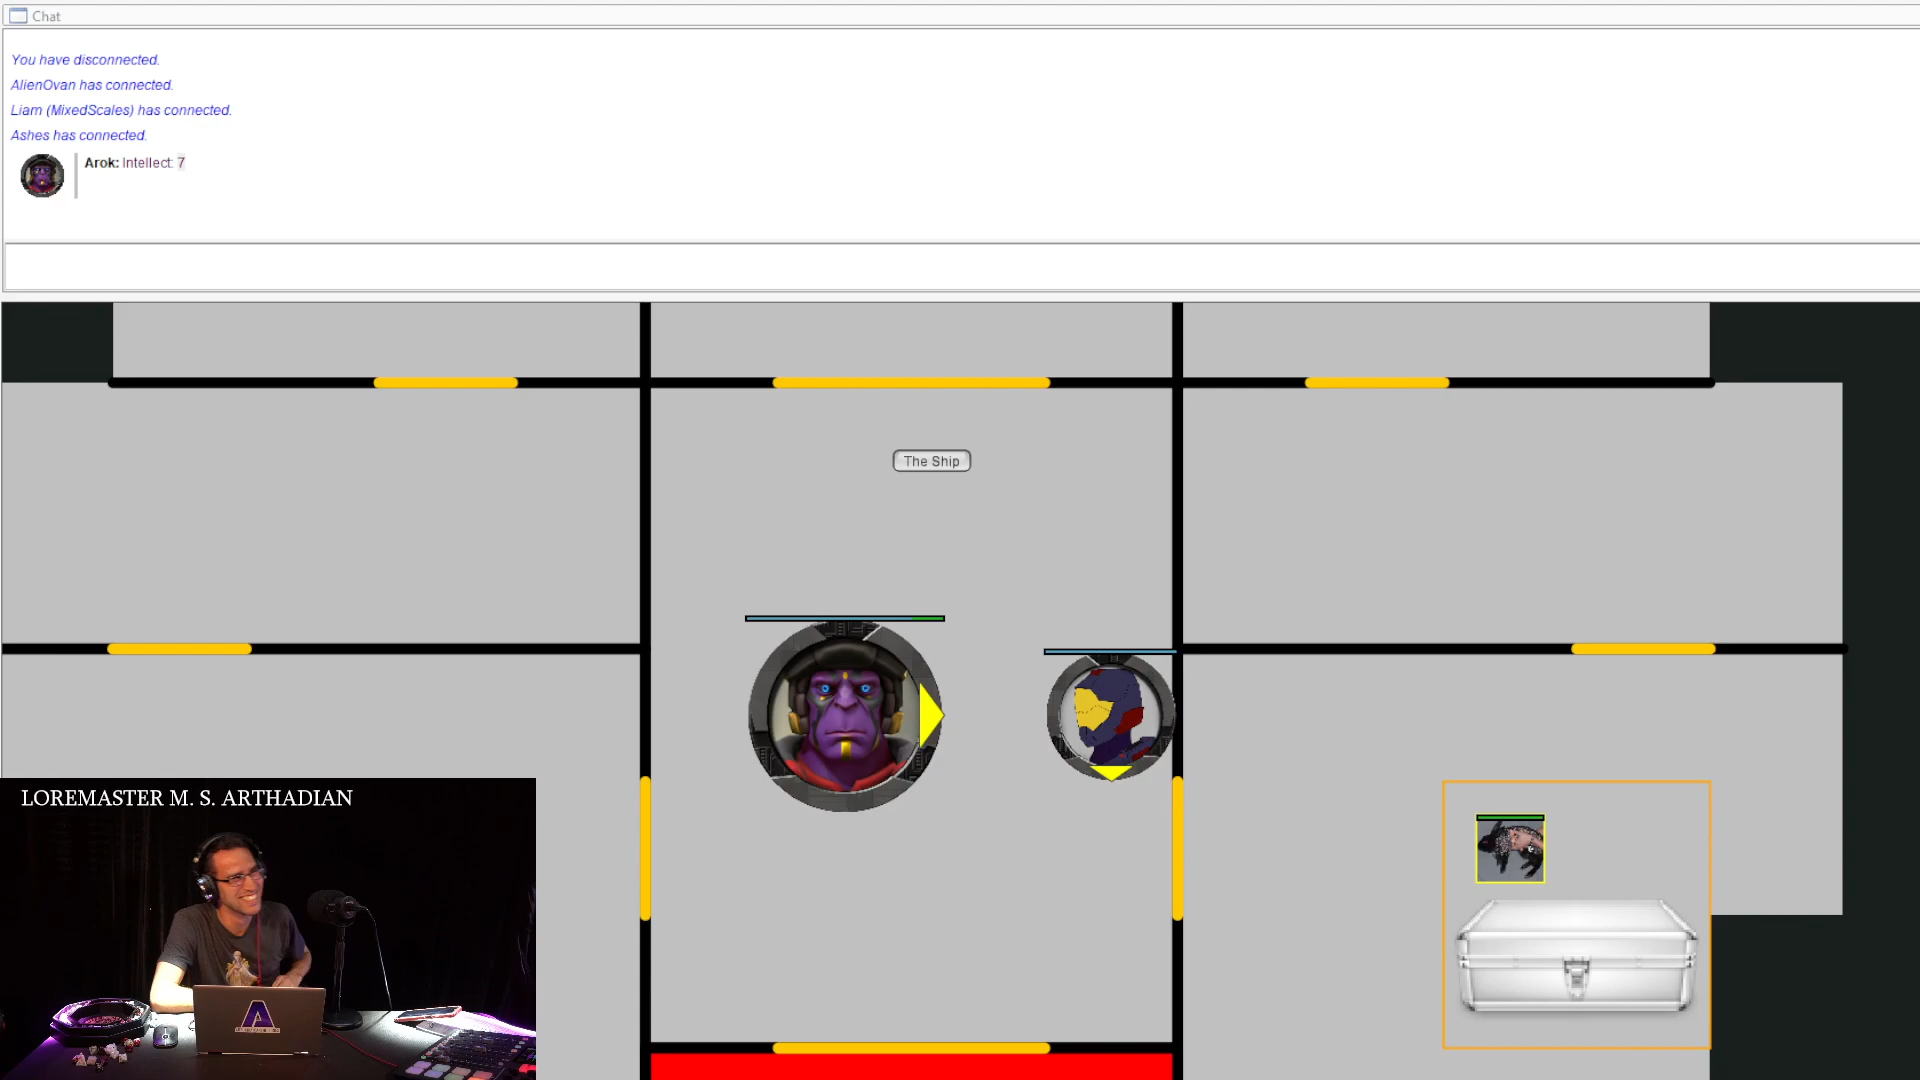 Chat
You have disconnected.
AlienOvan has connected.
Liam (MixedScales) has connected.
Ashes has connected.
Arok: Intellect: 7
The Ship
LOREMASTER M. S. ARTHADIAN